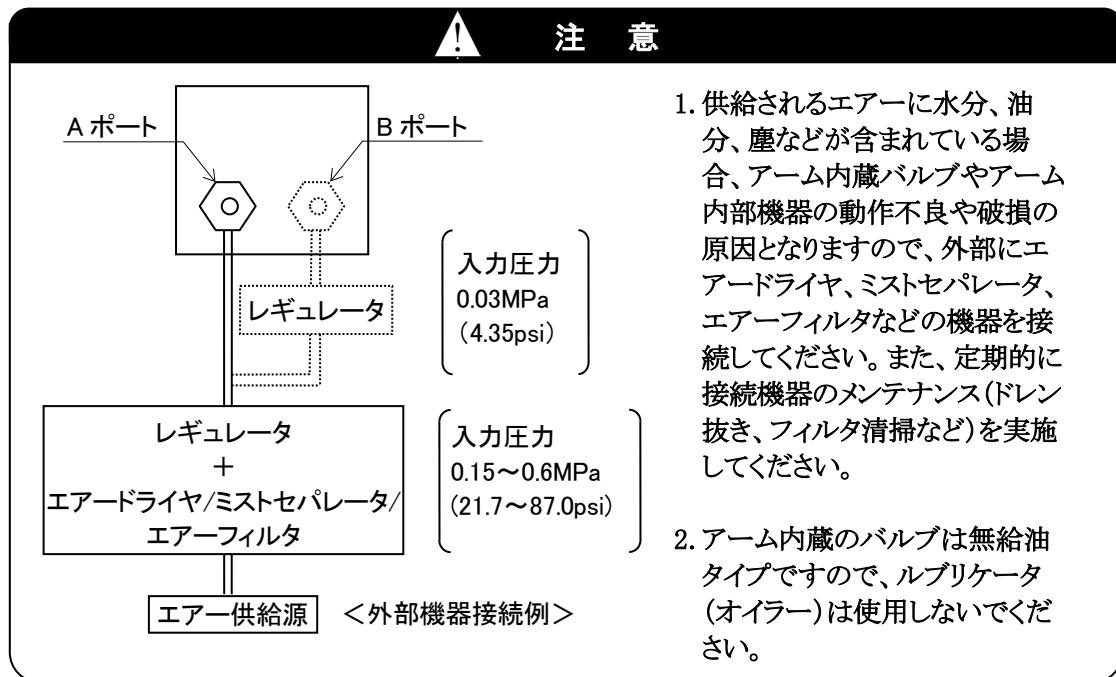 注 意
A ポート
B ポート
レギュレータ
入力圧力
0.03MPa
(4.35psi)
レギュレータ
+
エアードライヤ/ミストセパレータ/
エアーフィルタ
入力圧力
0.15～0.6MPa
(21.7～87.0psi)
エアー供給源
＜外部機器接続例＞
1. 供給されるエアーに水分、油
分、塵などが含まれている場
合、アーム内蔵バルブやアーム
内部機器の動作不良や破損の
原因となりますので、外部にエ
アードライヤ、ミストセパレータ、
エアーフィルタなどの機器を接
続してください。また、定期的に
接続機器のメンテナンス(ドレン
抜き、フィルタ清掃など)を実施
してください。
2. アーム内蔵のバルブは無給油
タイプですので、ルブリケータ
(オイラー)は使用しないでくだ
さい。